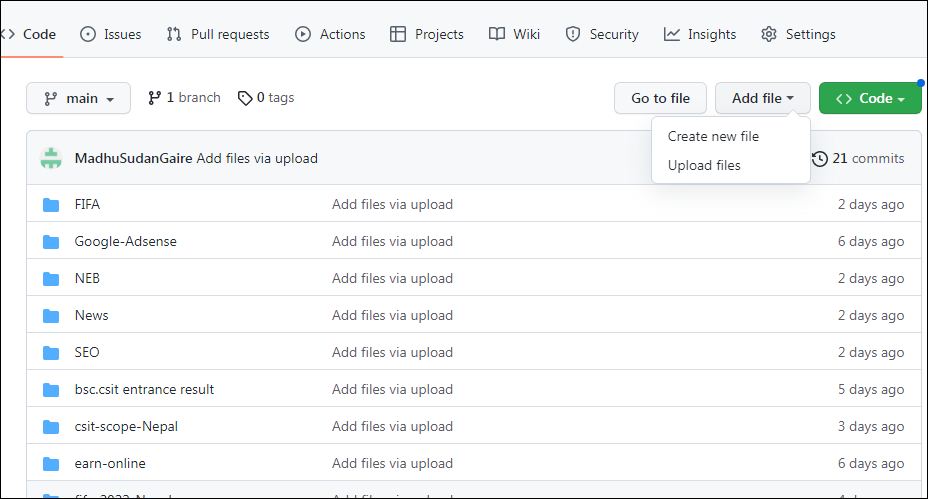 <> Code Issues Pull requests Actions Projects Wiki Security Insights Settings
main 1 branch 0 tags Go to file Add file <> Code
Create new file
Upload files
MadhuSudanGaire Add files via upload 21 commits
FIFA Add files via upload 2 days ago
Google-Adsense Add files via upload 6 days ago
NEB Add files via upload 2 days ago
News Add files via upload 2 days ago
SEO Add files via upload 2 days ago
bsc.csit entrance result Add files via upload 5 days ago
csit-scope-Nepal Add files via upload 3 days ago
earn-online Add files via upload 6 days ago